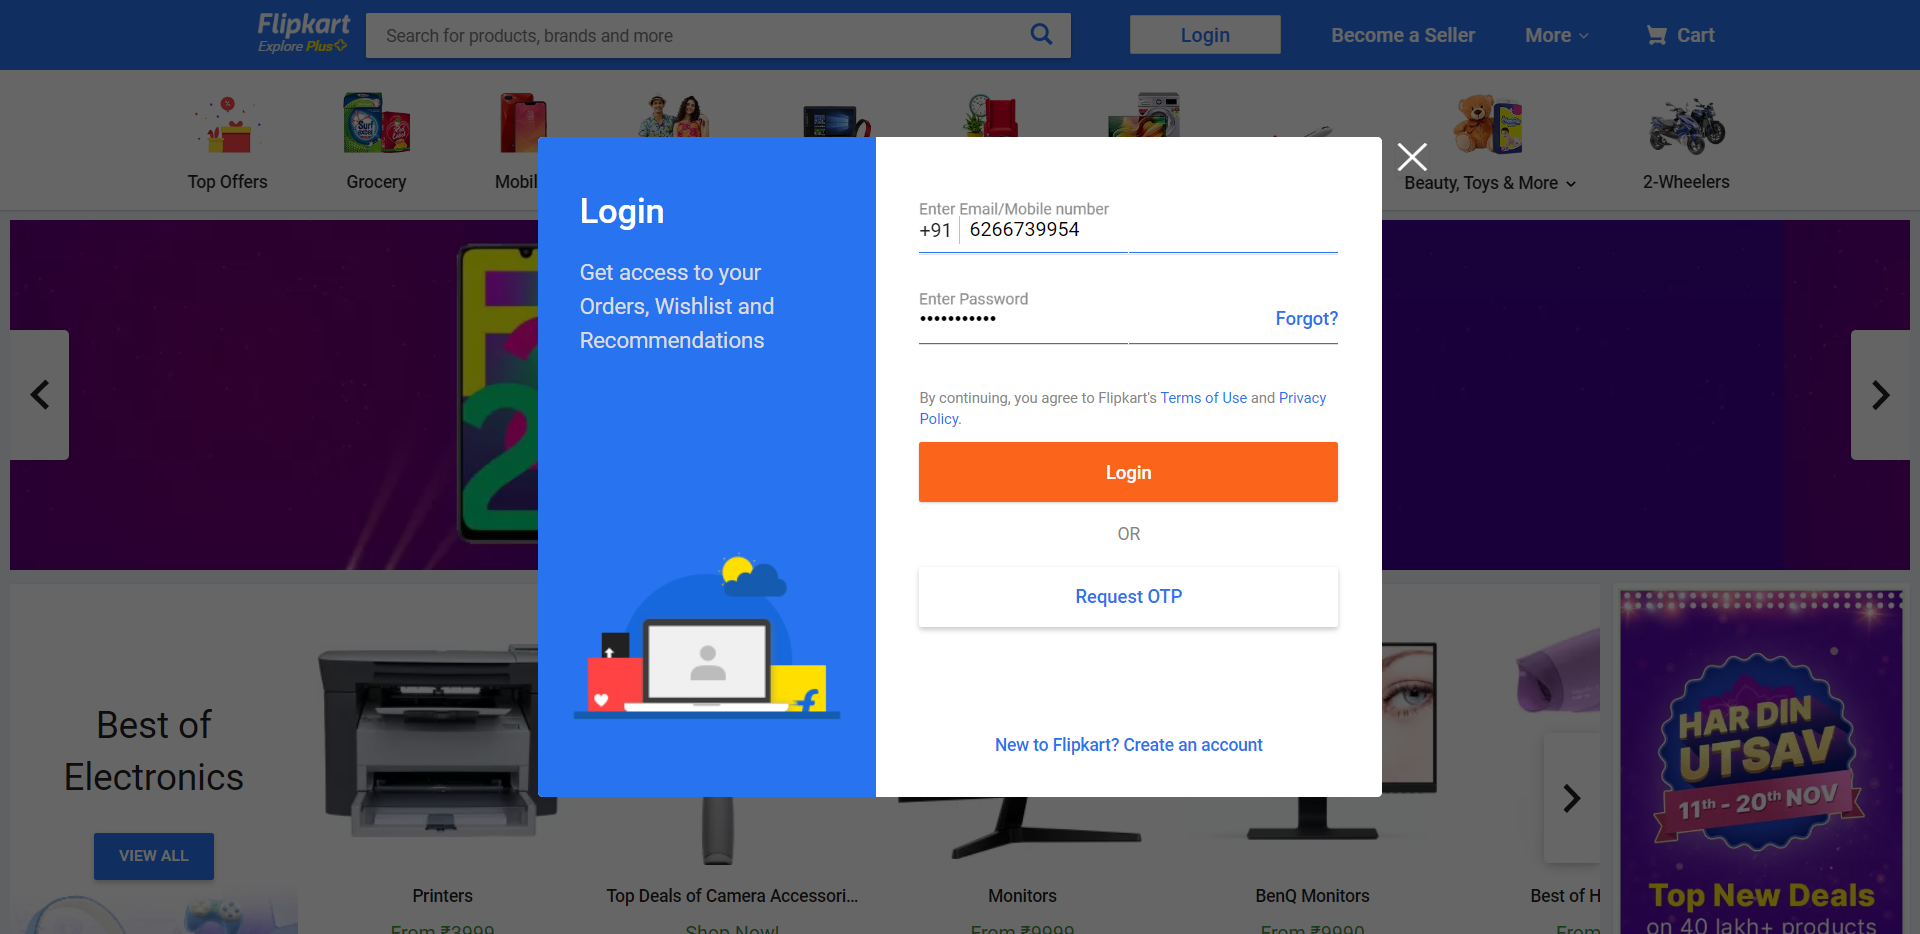 Flipkart
Explore Plus
Search for products, brands and more
Login
Become a Seller
More
Cart
Top Offers
Grocery
Mobil
Beauty, Toys & More
2-Wheelers
Surf
excel
Login
Get access to your
Orders, Wishlist and
Recommendations
Enter Email/Mobile number
+91 6266739954
Enter Password
•••••••••••
Forgot?
By continuing, you agree to Flipkart's Terms of Use and Privacy
Policy.
Login
OR
Request OTP
New to Flipkart? Create an account
Best of
Electronics
VIEW ALL
Printers
From ₹3999
Top Deals of Camera Accessori...
Shop Now!
Monitors
From ₹9999
BenQ Monitors
From ₹9990
Best of H
From
HAR DIN
UTSAV
11th - 20th NOV
Top New Deals
on 40 lakh+ products